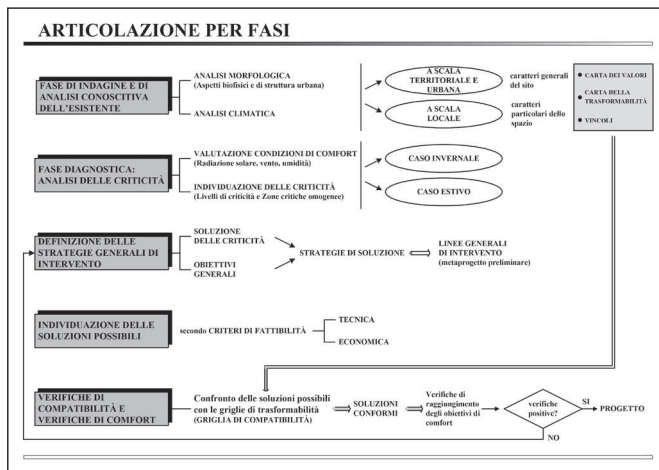 ARTICOLAZIONE PER FASI
FASE DI INDAGINE E DI
ANALISI CONOSCITIVA
DELL'ESISTENTE
ANALISI MORFOLOGICA
(Aspetti biofisici e di struttura urbana)
ANALISI CLIMATICA
A SCALA
TERRITORIALE E
URBANA
caratteri generali
del sito
A SCALA
LOCALE
caratteri
particolari dello
spazio
CARTA DEI VALORI
CARTA DELLA
TRASFORMABILITÀ
VINCOLI
FASE DIAGNOSTICA:
ANALISI DELLE CRITICITÀ
VALUTAZIONE CONDIZIONI DI COMFORT
(Radiazione solare, vento, umidità)
INDIVIDUAZIONE DELLE CRITICITÀ
(Livelli di criticità e Zone critiche omogenee)
CASO INVERNALE
CASO ESTIVO
DEFINIZIONE DELLE
STRATEGIE GENERALI DI
INTERVENTO
SOLUZIONE
DELLE CRITICITÀ
OBIETTIVI
GENERALI
STRATEGIE DI SOLUZIONE
LINEE GENERALI
DI INTERVENTO
(metaprogetto preliminare)
INDIVIDUAZIONE DELLE
SOLUZIONI POSSIBILI
secondo CRITERI DI FATTIBILITÀ
TECNICA
ECONOMICA
VERIFICHE DI
COMPATIBILITÀ E
VERIFICHE DI COMFORT
Confronto delle soluzioni possibili
con le griglie di trasformabilità
(GRIGLIA DI COMPATIBILITÀ)
SOLUZIONI
CONFORMI
Verifiche di
raggiungimento
degli obiettivi di
comfort
verifiche
positive?
SI
PROGETTO
NO